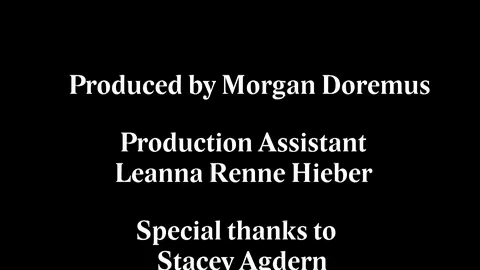 Produced by Morgan Doremus
Production Assistant
Leanna Renne Hieber
Special thanks to
Stacey Agdern